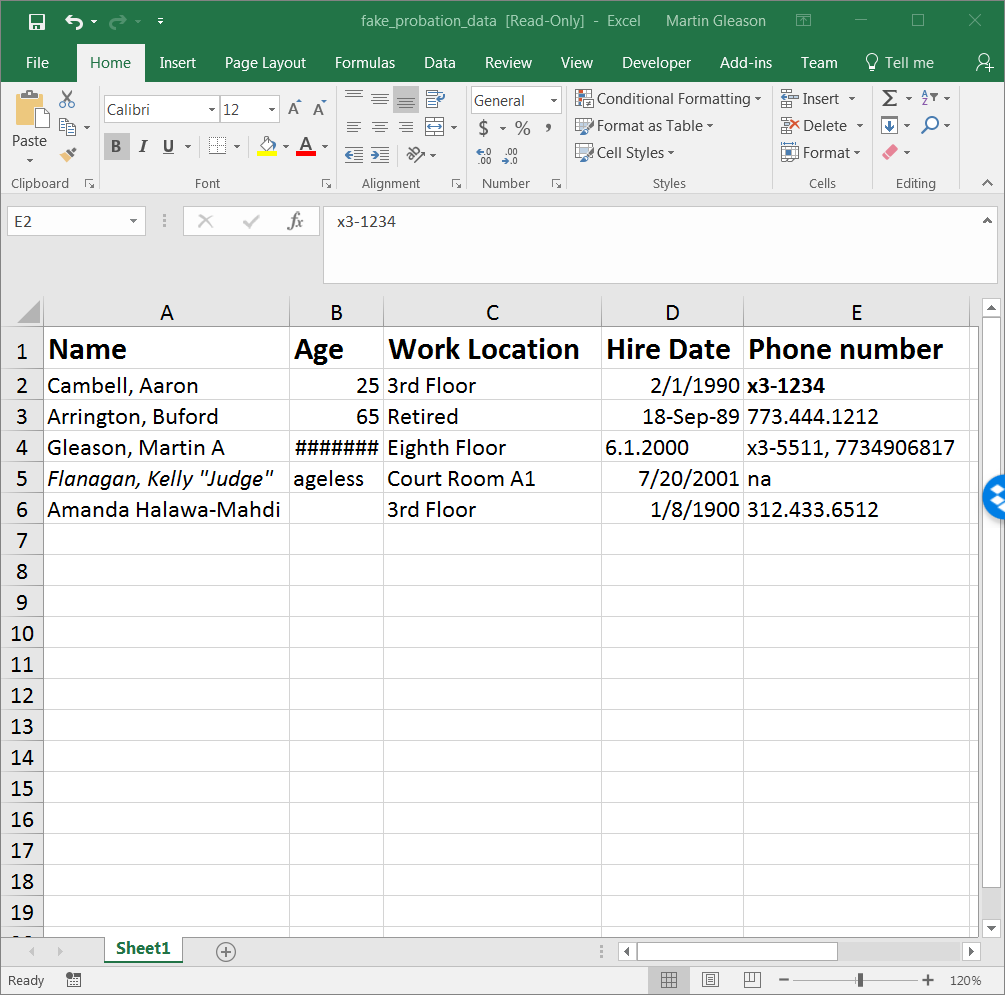 fake_probation_data [Read-Only] - Excel Martin Gleason
File Home Insert Page Layout Formulas Data Review View Developer Add-ins Team Tell me
Paste
Calibri 12
B I U A
General
$ % ,
Conditional Formatting
Format as Table
Cell Styles
Insert
Delete
Format
Clipboard Font Alignment Number Styles Cells Editing
E2 fx x3-1234
A B C D E
1 Name Age Work Location Hire Date Phone number
2 Cambell, Aaron 25 3rd Floor 2/1/1990 x3-1234
3 Arrington, Buford 65 Retired 18-Sep-89 773.444.1212
4 Gleason, Martin A ####### Eighth Floor 6.1.2000 x3-5511, 7734906817
5 Flanagan, Kelly "Judge" ageless Court Room A1 7/20/2001 na
6 Amanda Halawa-Mahdi 3rd Floor 1/8/1900 312.433.6512
7
8
9
10
11
12
13
14
15
16
17
18
19
Sheet1
Ready 120%